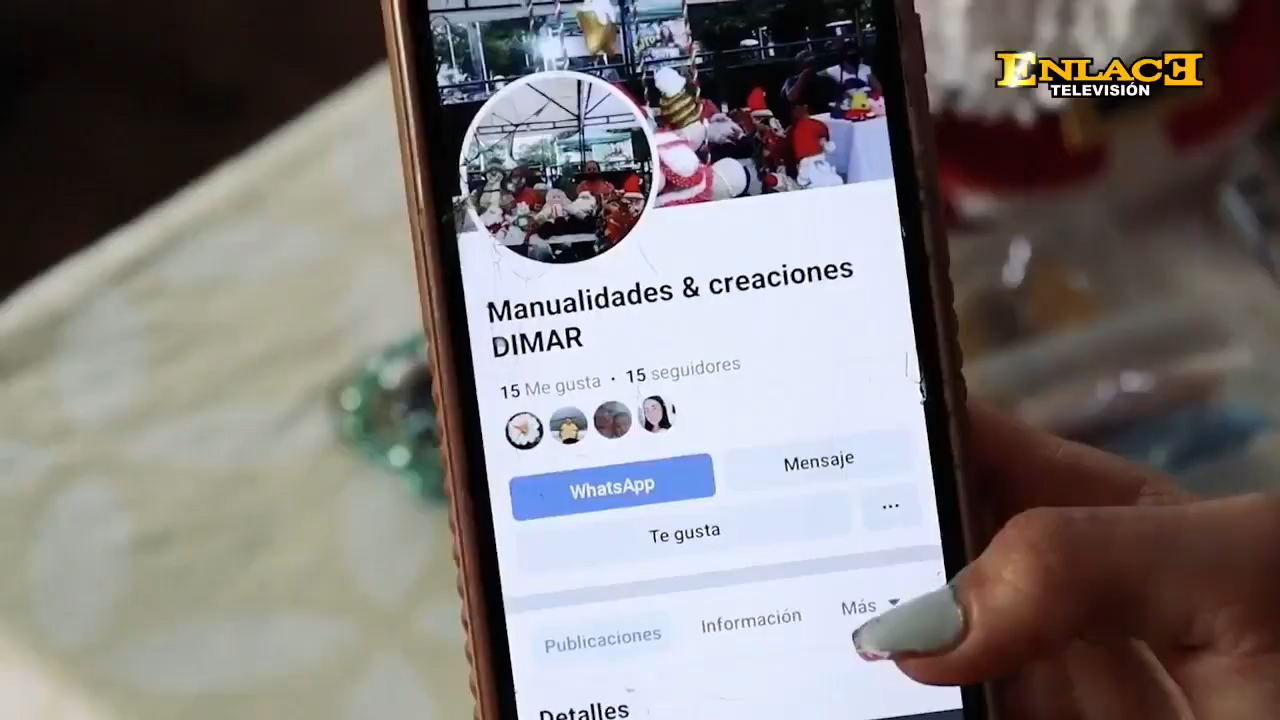 ENLACE
TELEVISIÓN
Manualidades & creaciones
DIMAR
15 Me gusta · 15 seguidores
WhatsApp
Mensaje
Te gusta
...
Publicaciones
Información
Más
Detalles